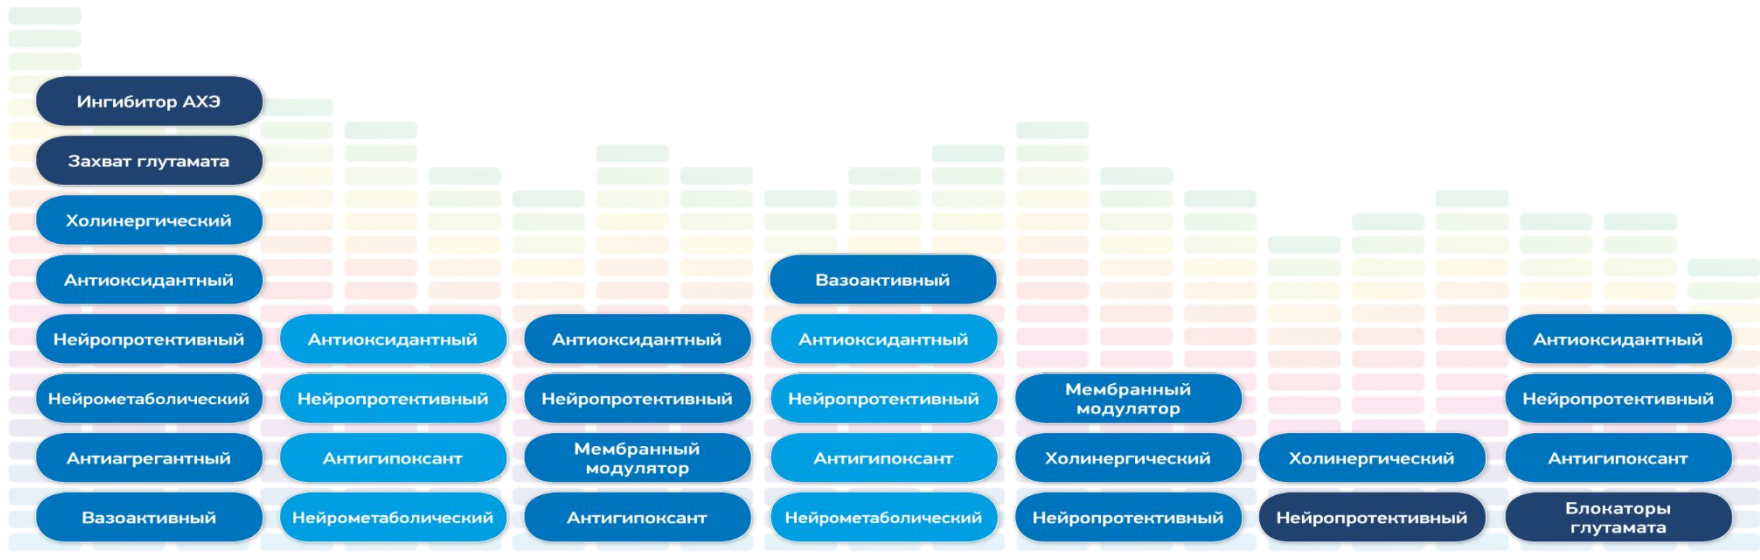 Ингибитор АХЭ
Захват глутамата
Холинергический
Антиоксидантный
Нейропротективный
Нейрометаболический
Антиагрегантный
Вазоактивный
Антиоксидантный
Нейропротективный
Антигипоксант
Нейрометаболический
Антиоксидантный
Нейропротективный
Мембранный
модулятор
Антигипоксант
Вазоактивный
Антиоксидантный
Нейропротективный
Антигипоксант
Нейрометаболический
Мембранный
модулятор
Холинергический
Нейропротективный
Холинергический
Нейропротективный
Антиоксидантный
Нейропротективный
Антигипоксант
Блокаторы
глутамата